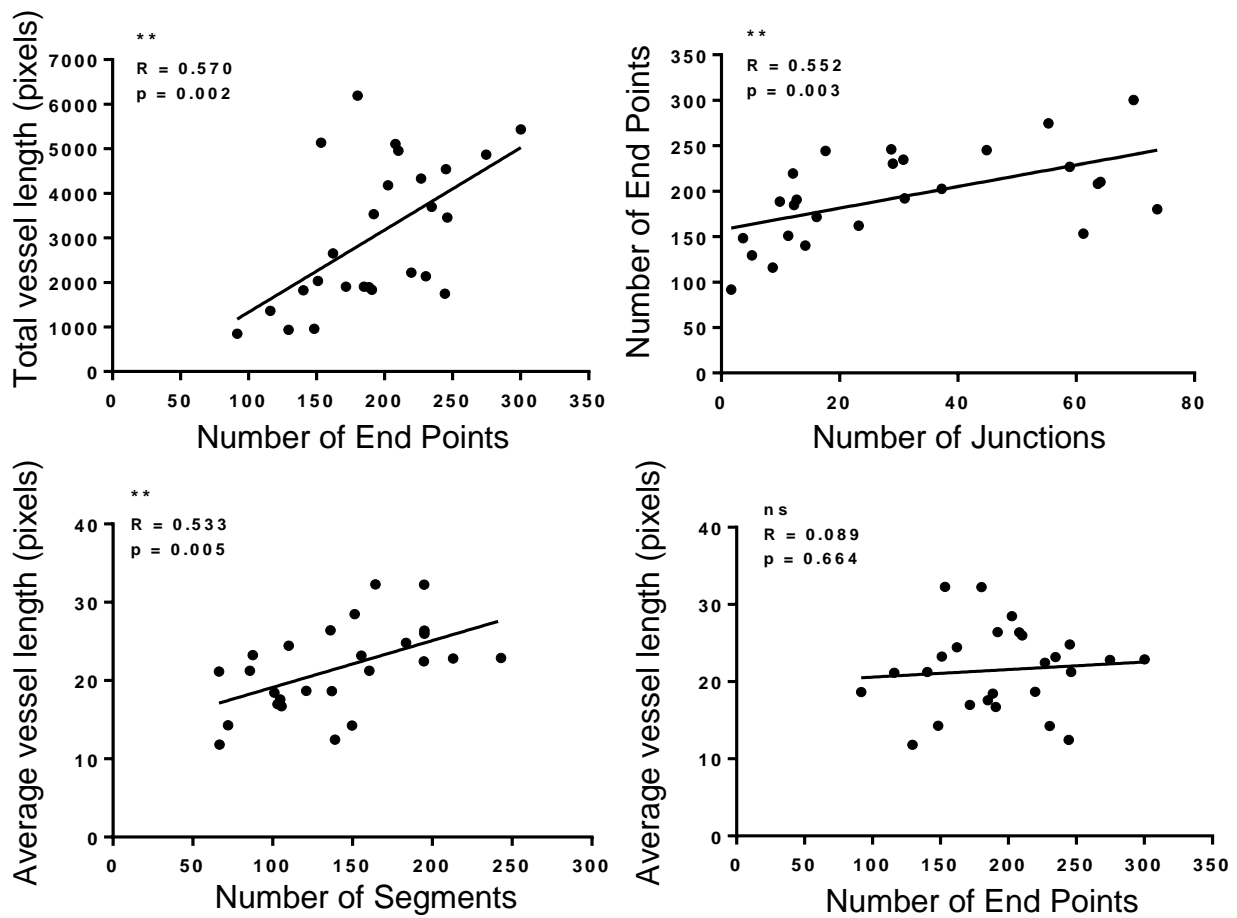 **
R = 0.570
p = 0.002
Total vessel length (pixels)
7000
6000
5000
4000
3000
2000
1000
0
0 50 100 150 200 250 300 350
Number of End Points
**
R = 0.552
p = 0.003
Number of End Points
350
300
250
200
150
100
50
0
0 20 40 60 80
Number of Junctions
**
R = 0.533
p = 0.005
Average vessel length (pixels)
40
30
20
10
0
0 50 100 150 200 250 300
Number of Segments
ns
R = 0.089
p = 0.664
Average vessel length (pixels)
40
30
20
10
0
0 50 100 150 200 250 300 350
Number of End Points